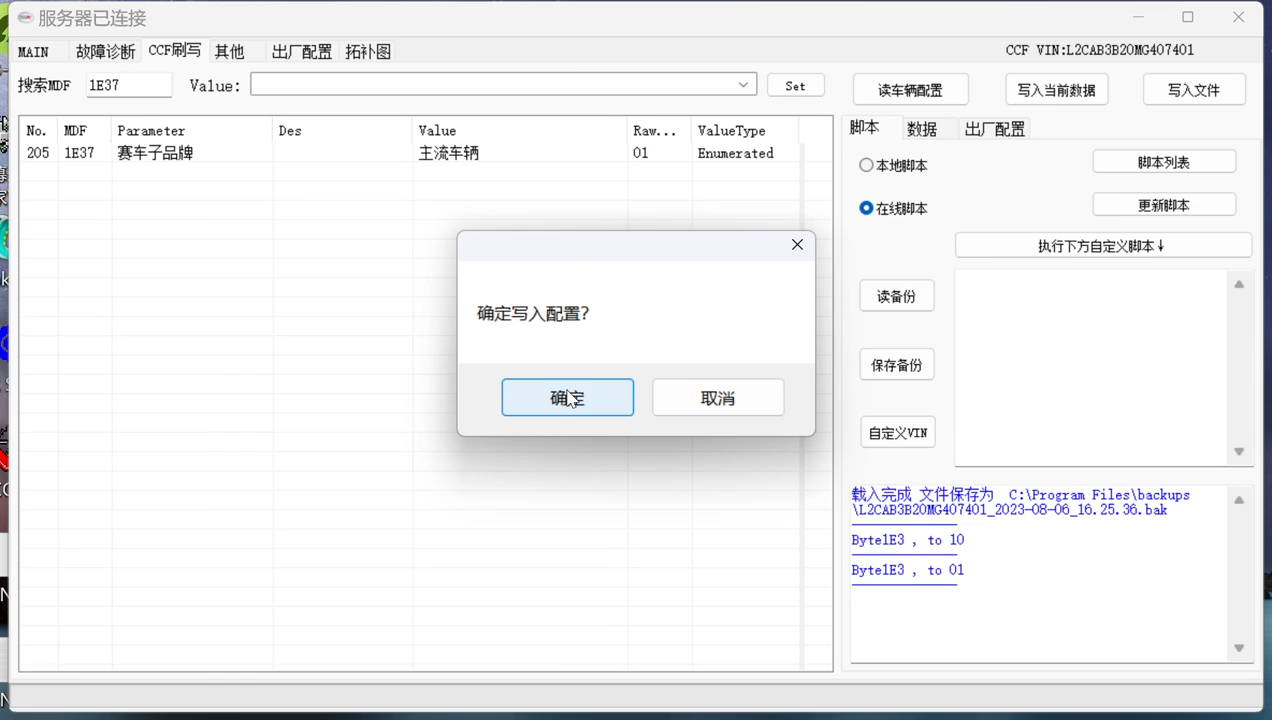 服务器已连接
MAIN 故障诊断 CCF刷写 其他 出厂配置 拓补图 CCF VIN:L2CAB3B20MG407401
搜索MDF 1E37 Value: Set 读车辆配置 写入当前数据 写入文件
No. MDF Parameter Des Value Raw... ValueType
205 1E37 赛车子品牌 主流车辆 01 Enumerated
脚本 数据 出厂配置
本地脚本 脚本列表
在线脚本 更新脚本
执行下方自定义脚本↓
读备份
保存备份
自定义VIN
确定写入配置?
确定 取消
载入完成 文件保存为 C:\Program Files\backups
\L2CAB3B20MG407401_2023-08-06_16.25.36.bak
Byte1E3 , to 10
Byte1E3 , to 01